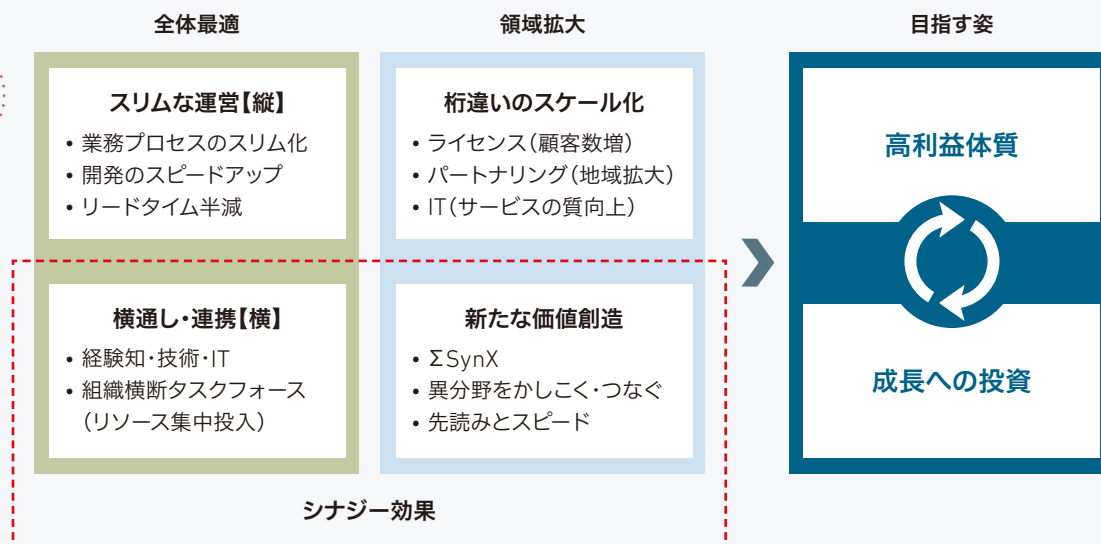 全体最適
スリムな運営【縦】
• 業務プロセスのスリム化
• 開発のスピードアップ
• リードタイム半減
横通し・連携【横】
• 経験知・技術・IT
• 組織横断タスクフォース
（リソース集中投入）
領域拡大
桁違いのスケール化
• ライセンス（顧客数増）
• パートナリング（地域拡大）
• IT（サービスの質向上）
新たな価値創造
• ΣSynX
• 異分野をかしこく・つなぐ
• 先読みとスピード
シナジー効果
目指す姿
高利益体質
成長への投資